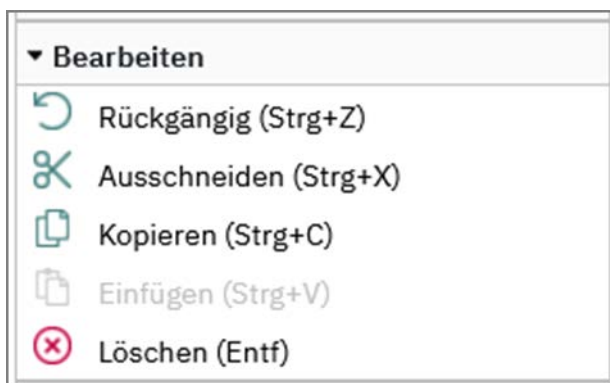 Bearbeiten
Rückgängig (Strg+Z)
Ausschneiden (Strg+X)
Kopieren (Strg+C)
Einfügen (Strg+V)
Löschen (Entf)